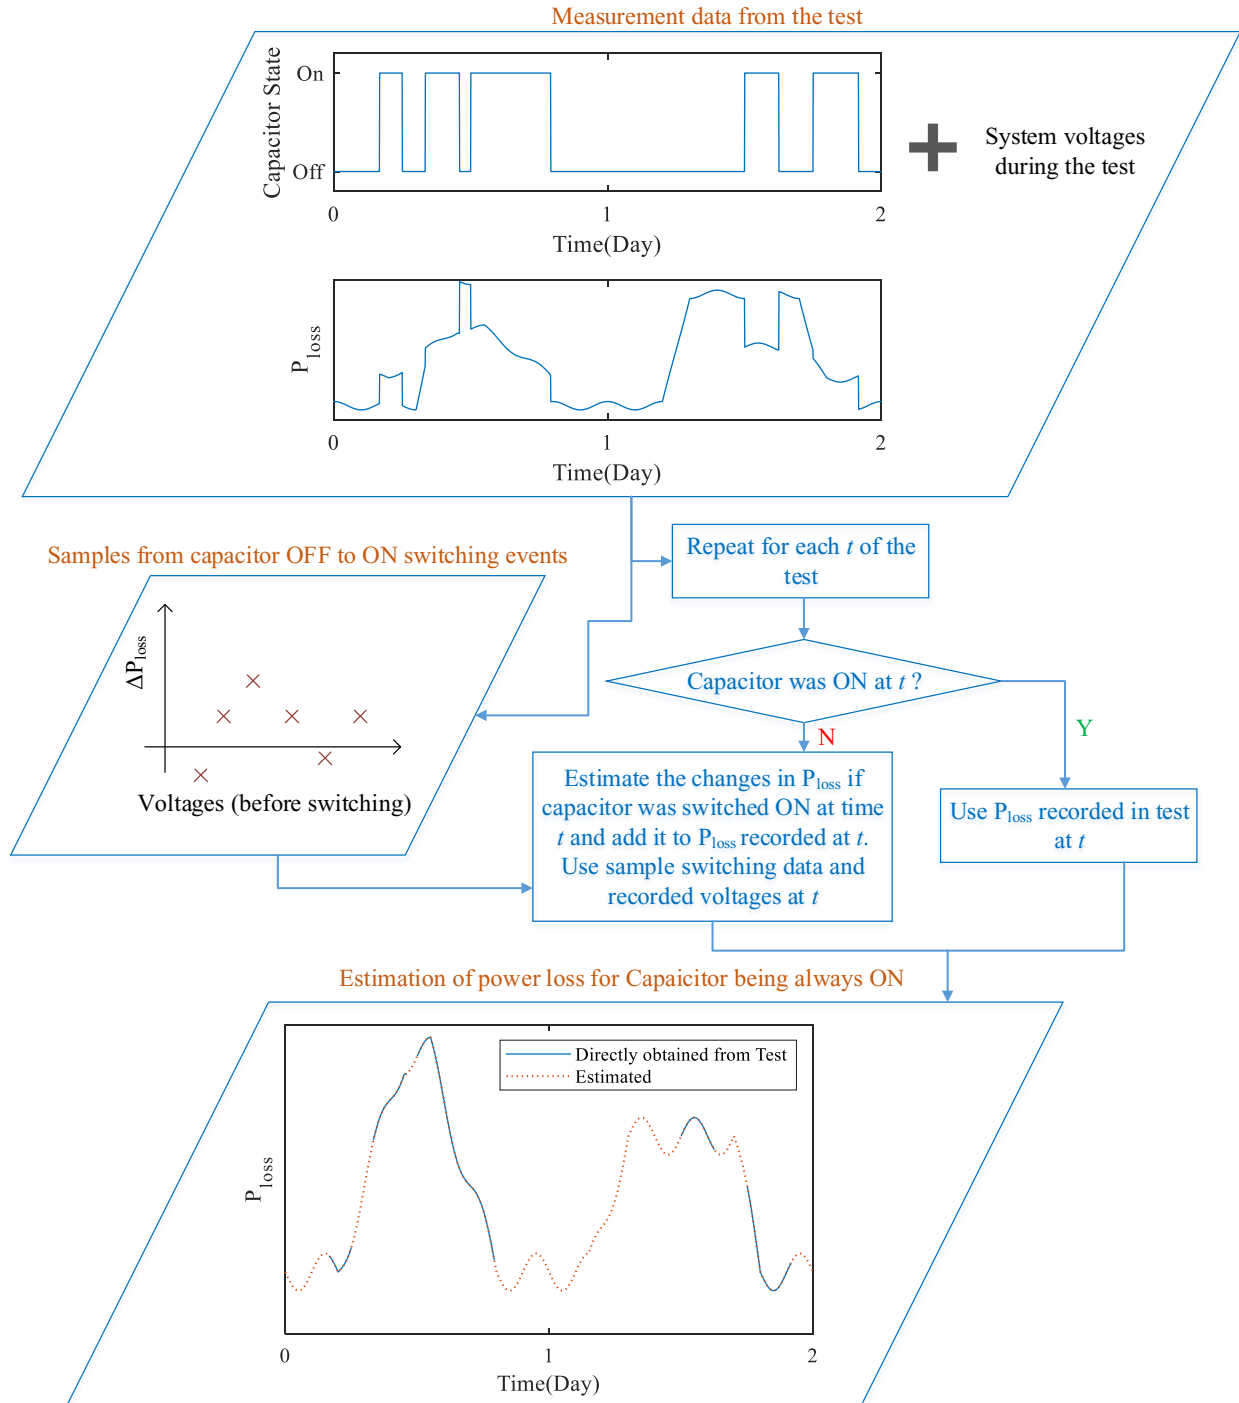 Measurement data from the test
Capacitor State
On
Off
0
1
2
Time(Day)
System voltages
during the test
P loss
0
1
2
Time(Day)
Samples from capacitor OFF to ON switching events
ΔPloss
Voltages (before switching)
Repeat for each t of the
test
Capacitor was ON at t ?
N
Y
Estimate the changes in Ploss if
capacitor was switched ON at time
t and add it to Ploss recorded at t.
Use sample switching data and
recorded voltages at t
Use Ploss recorded in test
at t
Estimation of power loss for Capaicitor being always ON
Directly obtained from Test
Estimated
P loss
0
1
2
Time(Day)